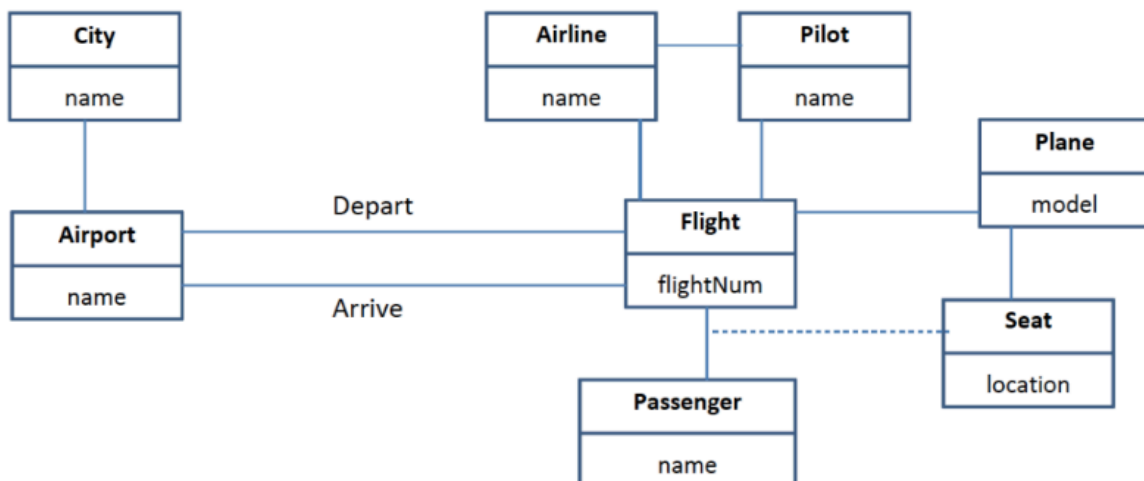 City
name
Airline
name
Pilot
name
Plane
model
Airport
name
Depart
Arrive
Flight
flightNum
Seat
location
Passenger
name